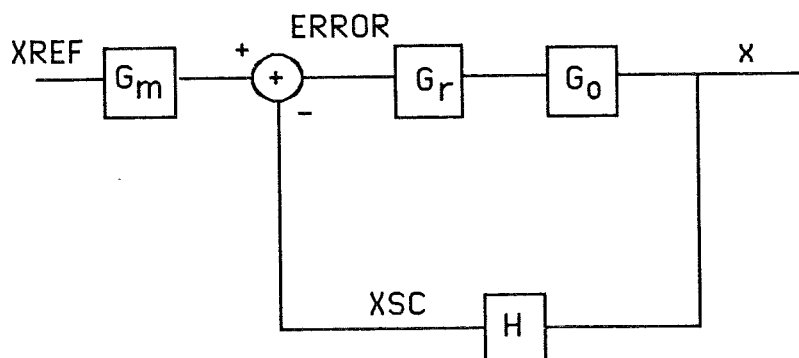 ERROR
XREF
+
x
G_m
+
G_r
G_o
-
XSC
H